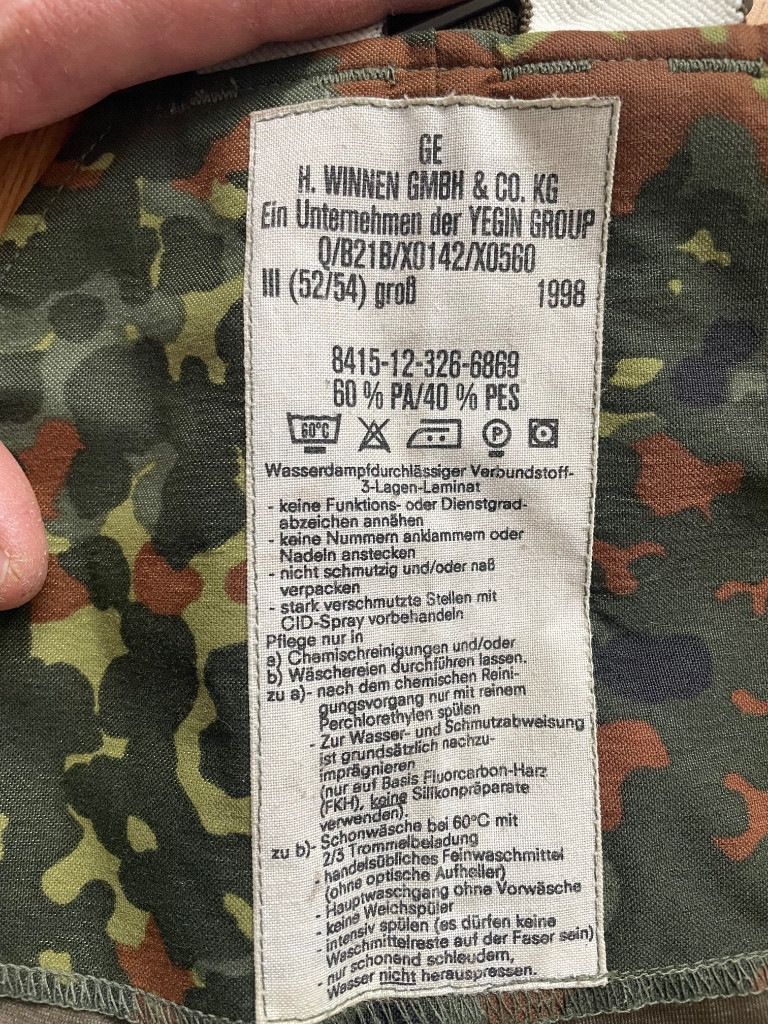 GE
H. WINNEN GMBH & CO. KG
Ein Unternehmen der YEGIN GROUP
Q/B21B/X0142/X0560
III (52/54) groß 1998
8415-12-326-6869
60 % PA/40 % PES
60°C P
Wasserdampfdurchlässiger Verbundstoff-
3-Lagen-Laminat
- keine Funktions- oder Dienstgrad-
abzeichen annähen
- keine Nummern anklammern oder
Nadeln anstecken
- nicht schmutzig und/oder naß
verpacken
- stark verschmutzte Stellen mit
CID-Spray vorbehandeln
Pflege nur in
a) Chemischreinigungen und/oder
b) Wäschereien durchführen lassen.
zu a)- nach dem chemischen Reini-
gungsvorgang nur mit reinem
Perchlorethylen spülen
- Zur Wasser- und Schmutzabweisung
ist grundsätzlich nachzu-
imprägnieren
(nur auf Basis Fluorcarbon-Harz
(FKH), keine Silikonpräparate
verwenden).
zu b)- Schonwäsche bei 60°C mit
2/3 Trommelbeladung
- handelsübliches Feinwaschmittel
(ohne optische Aufheller)
- Hauptwaschgang ohne Vorwäsche
- keine Weichspüler
- intensiv spülen (es dürfen keine
Waschmittelreste auf der Faser sein)
- nur schonend schleudern,
Wasser nicht herauspressen.